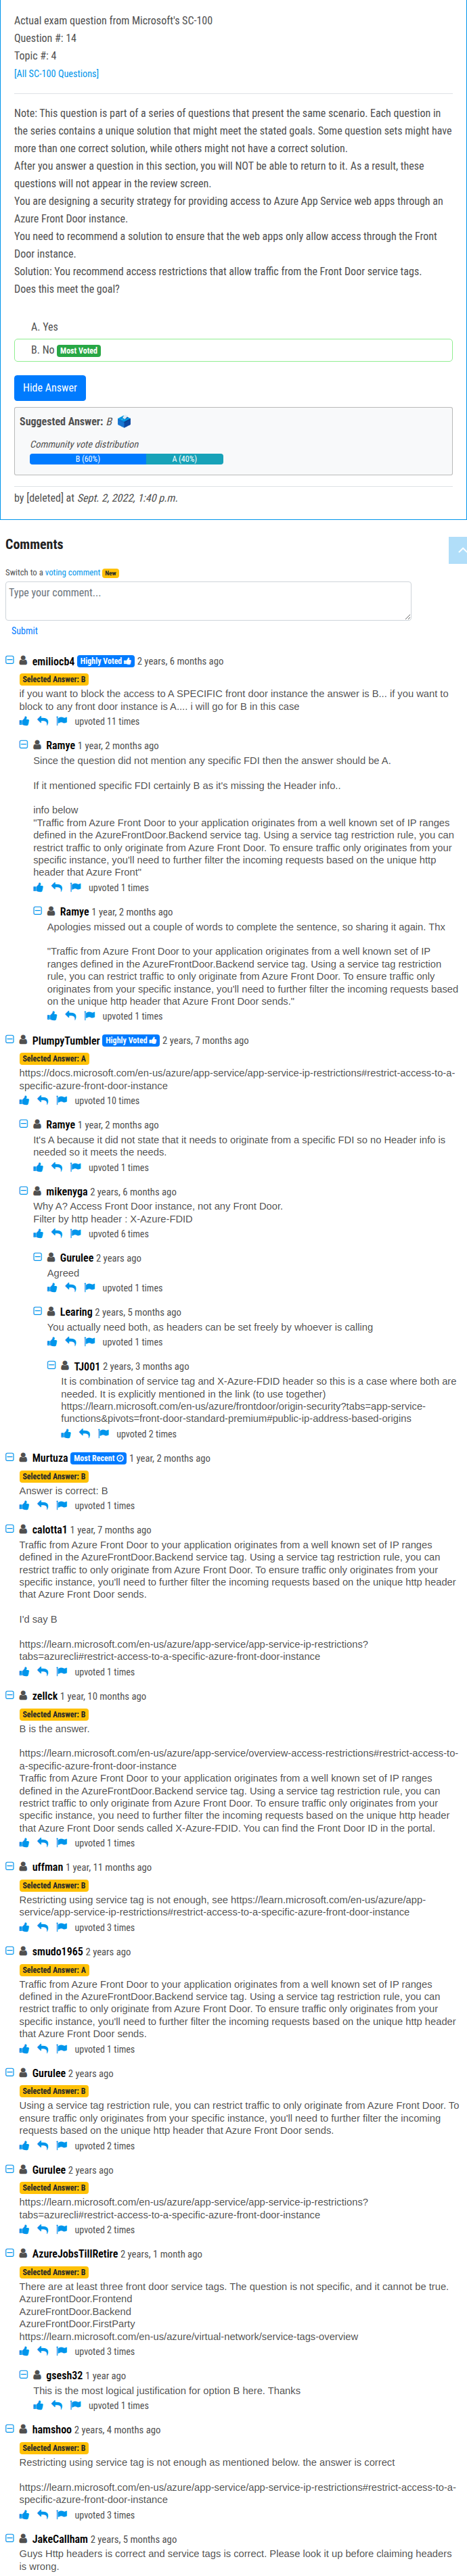 Actual exam question from Microsoft's SC-100
Question #: 14
Topic #: 4
[All SC-100 Questions]
Note: This question is part of a series of questions that present the same scenario. Each question in
the series contains a unique solution that might meet the stated goals. Some question sets might have
more than one correct solution, while others might not have a correct solution.
After you answer a question in this section, you will NOT be able to return to it. As a result, these
questions will not appear in the review screen.
You are designing a security strategy for providing access to Azure App Service web apps through an
Azure Front Door instance.
You need to recommend a solution to ensure that the web apps only allow access through the Front
Door instance.
Solution: You recommend access restrictions that allow traffic from the Front Door service tags.
Does this meet the goal?
A. Yes
B. No Most Voted
Hide Answer
Suggested Answer: B
Community vote distribution
B (60%) A (40%)
by [deleted] at Sept. 2, 2022, 1:40 p.m.
Comments
Switch to a voting comment New
Type your comment...
Submit
emiliocb4 Highly Voted 2 years, 6 months ago
Selected Answer: B
if you want to block the access to A SPECIFIC front door instance the answer is B... if you want to
block to any front door instance is A.... i will go for B in this case
upvoted 11 times
Ramye 1 year, 2 months ago
Since the question did not mention any specific FDI then the answer should be A.
If it mentioned specific FDI certainly B as it's missing the Header info..
info below
"Traffic from Azure Front Door to your application originates from a well known set of IP ranges
defined in the AzureFrontDoor.Backend service tag. Using a service tag restriction rule, you can
restrict traffic to only originate from Azure Front Door. To ensure traffic only originates from your
specific instance, you'll need to further filter the incoming requests based on the unique http
header that Azure Front"
upvoted 1 times
Ramye 1 year, 2 months ago
Apologies missed out a couple of words to complete the sentence, so sharing it again. Thx
"Traffic from Azure Front Door to your application originates from a well known set of IP
ranges defined in the AzureFrontDoor.Backend service tag. Using a service tag restriction
rule, you can restrict traffic to only originate from Azure Front Door. To ensure traffic only
originates from your specific instance, you'll need to further filter the incoming requests based
on the unique http header that Azure Front Door sends."
upvoted 1 times
PlumpyTumbler Highly Voted 2 years, 7 months ago
Selected Answer: A
https://docs.microsoft.com/en-us/azure/app-service/app-service-ip-restrictions#restrict-access-to-a-
specific-azure-front-door-instance
upvoted 10 times
Ramye 1 year, 2 months ago
It's A because it did not state that it needs to originate from a specific FDI so no Header info is
needed so it meets the needs.
upvoted 1 times
mikenyga 2 years, 6 months ago
Why A? Access Front Door instance, not any Front Door.
Filter by http header : X-Azure-FDID
upvoted 6 times
Gurulee 2 years ago
Agreed
upvoted 1 times
Learing 2 years, 5 months ago
You actually need both, as headers can be set freely by whoever is calling
upvoted 1 times
TJ001 2 years, 3 months ago
It is combination of service tag and X-Azure-FDID header so this is a case where both are
needed. It is explicitly mentioned in the link (to use together)
https://learn.microsoft.com/en-us/azure/frontdoor/origin-security?tabs=app-service-
functions&pivots=front-door-standard-premium#public-ip-address-based-origins
upvoted 2 times
Murtuza Most Recent 1 year, 2 months ago
Selected Answer: B
Answer is correct: B
upvoted 1 times
calotta1 1 year, 7 months ago
Traffic from Azure Front Door to your application originates from a well known set of IP ranges
defined in the AzureFrontDoor.Backend service tag. Using a service tag restriction rule, you can
restrict traffic to only originate from Azure Front Door. To ensure traffic only originates from your
specific instance, you'll need to further filter the incoming requests based on the unique http header
that Azure Front Door sends.
I'd say B
https://learn.microsoft.com/en-us/azure/app-service/app-service-ip-restrictions?
tabs=azurecli#restrict-access-to-a-specific-azure-front-door-instance
upvoted 1 times
zellck 1 year, 10 months ago
Selected Answer: B
B is the answer.
https://learn.microsoft.com/en-us/azure/app-service/overview-access-restrictions#restrict-access-to-
a-specific-azure-front-door-instance
Traffic from Azure Front Door to your application originates from a well known set of IP ranges
defined in the AzureFrontDoor.Backend service tag. Using a service tag restriction rule, you can
restrict traffic to only originate from Azure Front Door. To ensure traffic only originates from your
specific instance, you need to further filter the incoming requests based on the unique http header
that Azure Front Door sends called X-Azure-FDID. You can find the Front Door ID in the portal.
upvoted 1 times
uffman 1 year, 11 months ago
Selected Answer: B
Restricting using service tag is not enough, see https://learn.microsoft.com/en-us/azure/app-
service/app-service-ip-restrictions#restrict-access-to-a-specific-azure-front-door-instance
upvoted 3 times
smudo1965 2 years ago
Selected Answer: A
Traffic from Azure Front Door to your application originates from a well known set of IP ranges
defined in the AzureFrontDoor.Backend service tag. Using a service tag restriction rule, you can
restrict traffic to only originate from Azure Front Door. To ensure traffic only originates from your
specific instance, you'll need to further filter the incoming requests based on the unique http header
that Azure Front Door sends.
upvoted 1 times
Gurulee 2 years ago
Selected Answer: B
Using a service tag restriction rule, you can restrict traffic to only originate from Azure Front Door. To
ensure traffic only originates from your specific instance, you'll need to further filter the incoming
requests based on the unique http header that Azure Front Door sends.
upvoted 2 times
Gurulee 2 years ago
Selected Answer: B
https://learn.microsoft.com/en-us/azure/app-service/app-service-ip-restrictions?
tabs=azurecli#restrict-access-to-a-specific-azure-front-door-instance
upvoted 2 times
AzureJobsTillRetire 2 years, 1 month ago
Selected Answer: B
There are at least three front door service tags. The question is not specific, and it cannot be true.
AzureFrontDoor.Frontend
AzureFrontDoor.Backend
AzureFrontDoor.FirstParty
https://learn.microsoft.com/en-us/azure/virtual-network/service-tags-overview
upvoted 3 times
gsesh32 1 year ago
This is the most logical justification for option B here. Thanks
upvoted 1 times
hamshoo 2 years, 4 months ago
Selected Answer: B
Restricting using service tag is not enough as mentioned below. the answer is correct
https://learn.microsoft.com/en-us/azure/app-service/app-service-ip-restrictions#restrict-access-to-a-
specific-azure-front-door-instance
upvoted 3 times
JakeCallham 2 years, 5 months ago
Guys Http headers is correct and service tags is correct. Please look it up before claiming headers
is wrong.